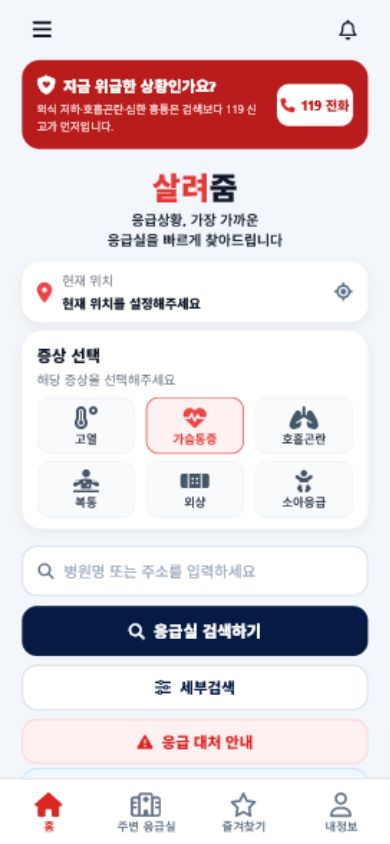 지금 위급한 상황인가요?
의식 저하·호흡곤란·심한 흉통은 검색보다 119 신
고가 먼저입니다.
119 전화
살려줌
응급상황, 가장 가까운
응급실을 빠르게 찾아드립니다
현재 위치
현재 위치를 설정해주세요
증상 선택
해당 증상을 선택해주세요
고열
가슴통증
호흡곤란
복통
외상
소아응급
병원명 또는 주소를 입력하세요
응급실 검색하기
세부검색
응급 대처 안내
홈
주변 응급실
즐겨찾기
내정보